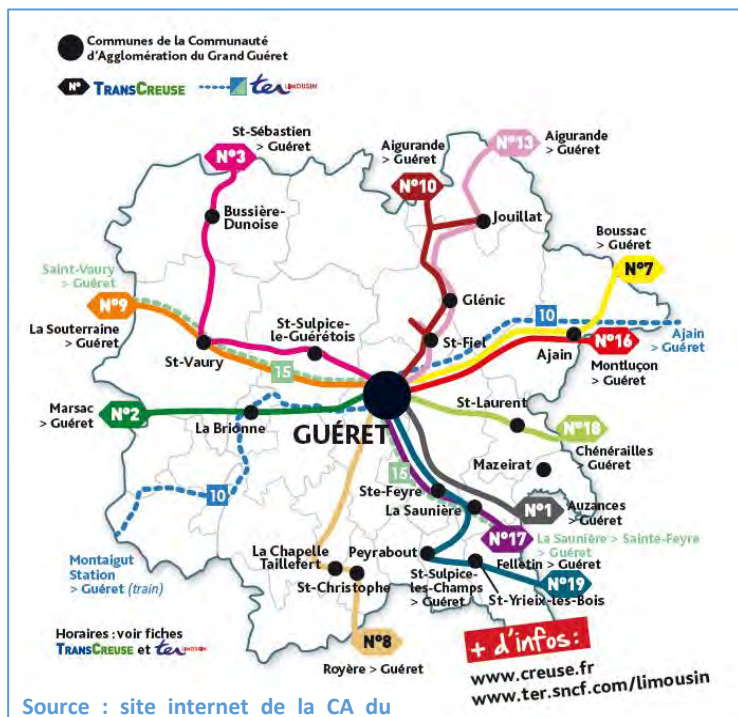 Communes de la Communauté
d'Agglomération du Grand Guéret
N° TRANSCREUSE ter LIMOUSIN
St-Sébastien
> Guéret
N°3
Aigurande
> Guéret
N°10
N°13
Aigurande
> Guéret
Bussière-
Dunoise
Jouillat
Boussac
> Guéret
N°7
Saint-Vaury
> Guéret
N°9
La Souterraine
> Guéret
St-Vaury
St-Sulpice-
le-Guérétois
15
Glénic
St-Fiel
10
Ajain
Ajain
> Guéret
N°16
Montluçon
> Guéret
Marsac
> Guéret
N°2
La Brionne
GUÉRET
St-Laurent
N°18
Chénérailles
> Guéret
Mazeirat
10
15
Ste-Feyre
La Saunière
N°1
Auzances
> Guéret
N°17
La Saunière > Sainte-Feyre
> Guéret
Felletin > Guéret
Montaigut
Station
> Guéret (train)
La Chapelle
Taillefert
St-Christophe
Peyrabout
St-Sulpice-
les-Champs
> Guéret
N°19
St-Yrieix-les-Bois
Horaires : voir fiches
TRANSCREUSE et ter LIMOUSIN
N°8
Royère > Guéret
+ d'infos:
www.creuse.fr
www.ter.sncf.com/limousin
Source : site internet de la CA du